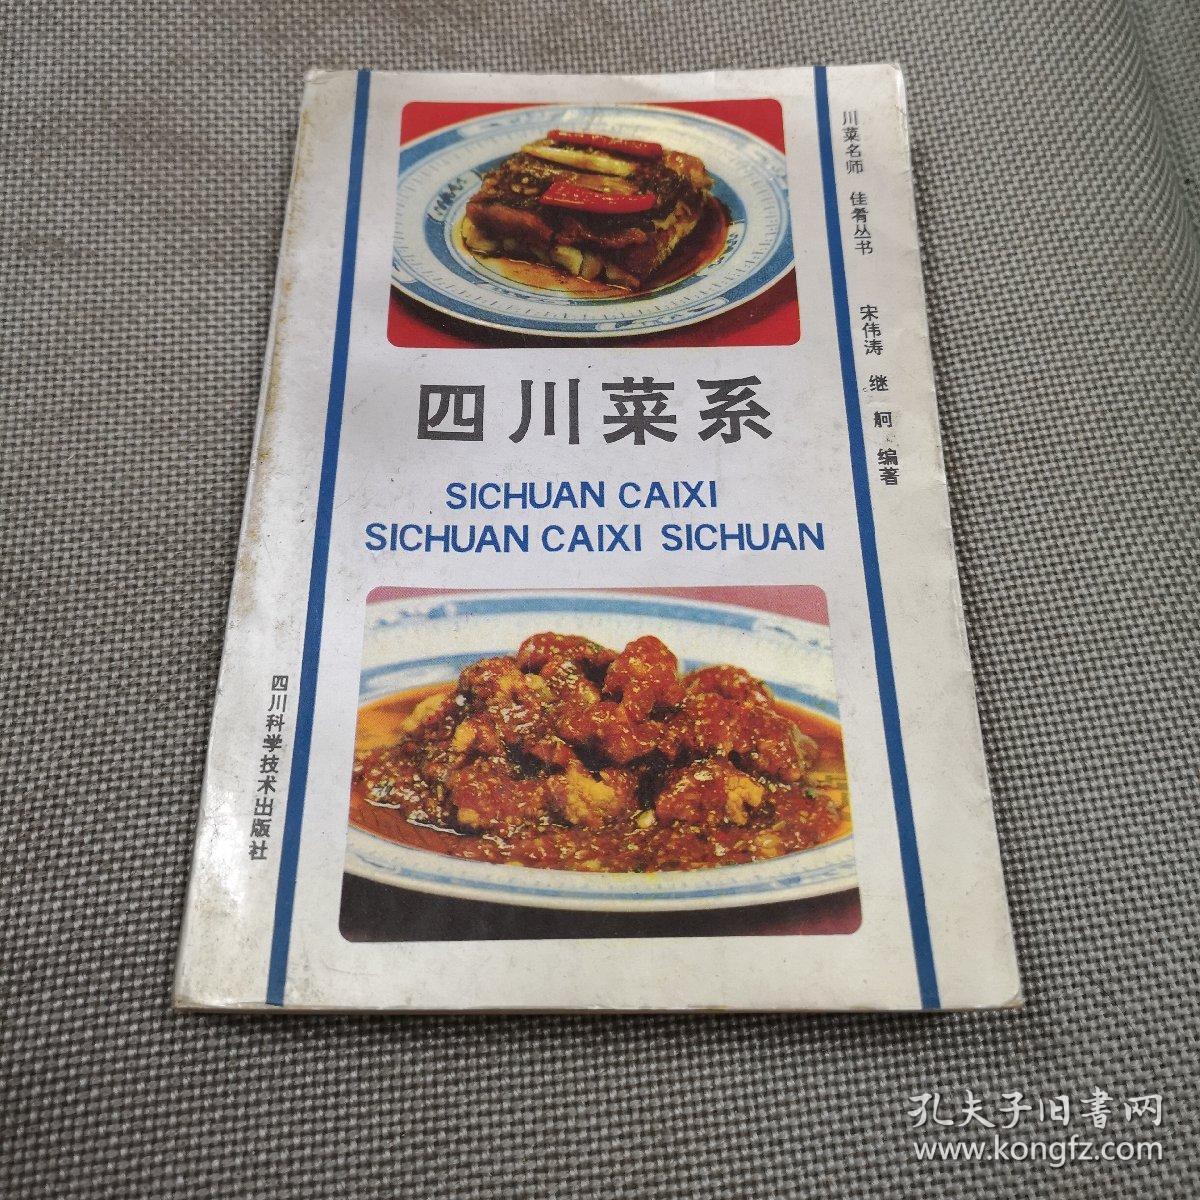 川菜名师 佳肴丛书
宋伟涛 继舸 编著
四川菜系
SICHUAN CAIXI
SICHUAN CAIXI SICHUAN
四川科学技术出版社
孔夫子旧书网
www.kongfz.com